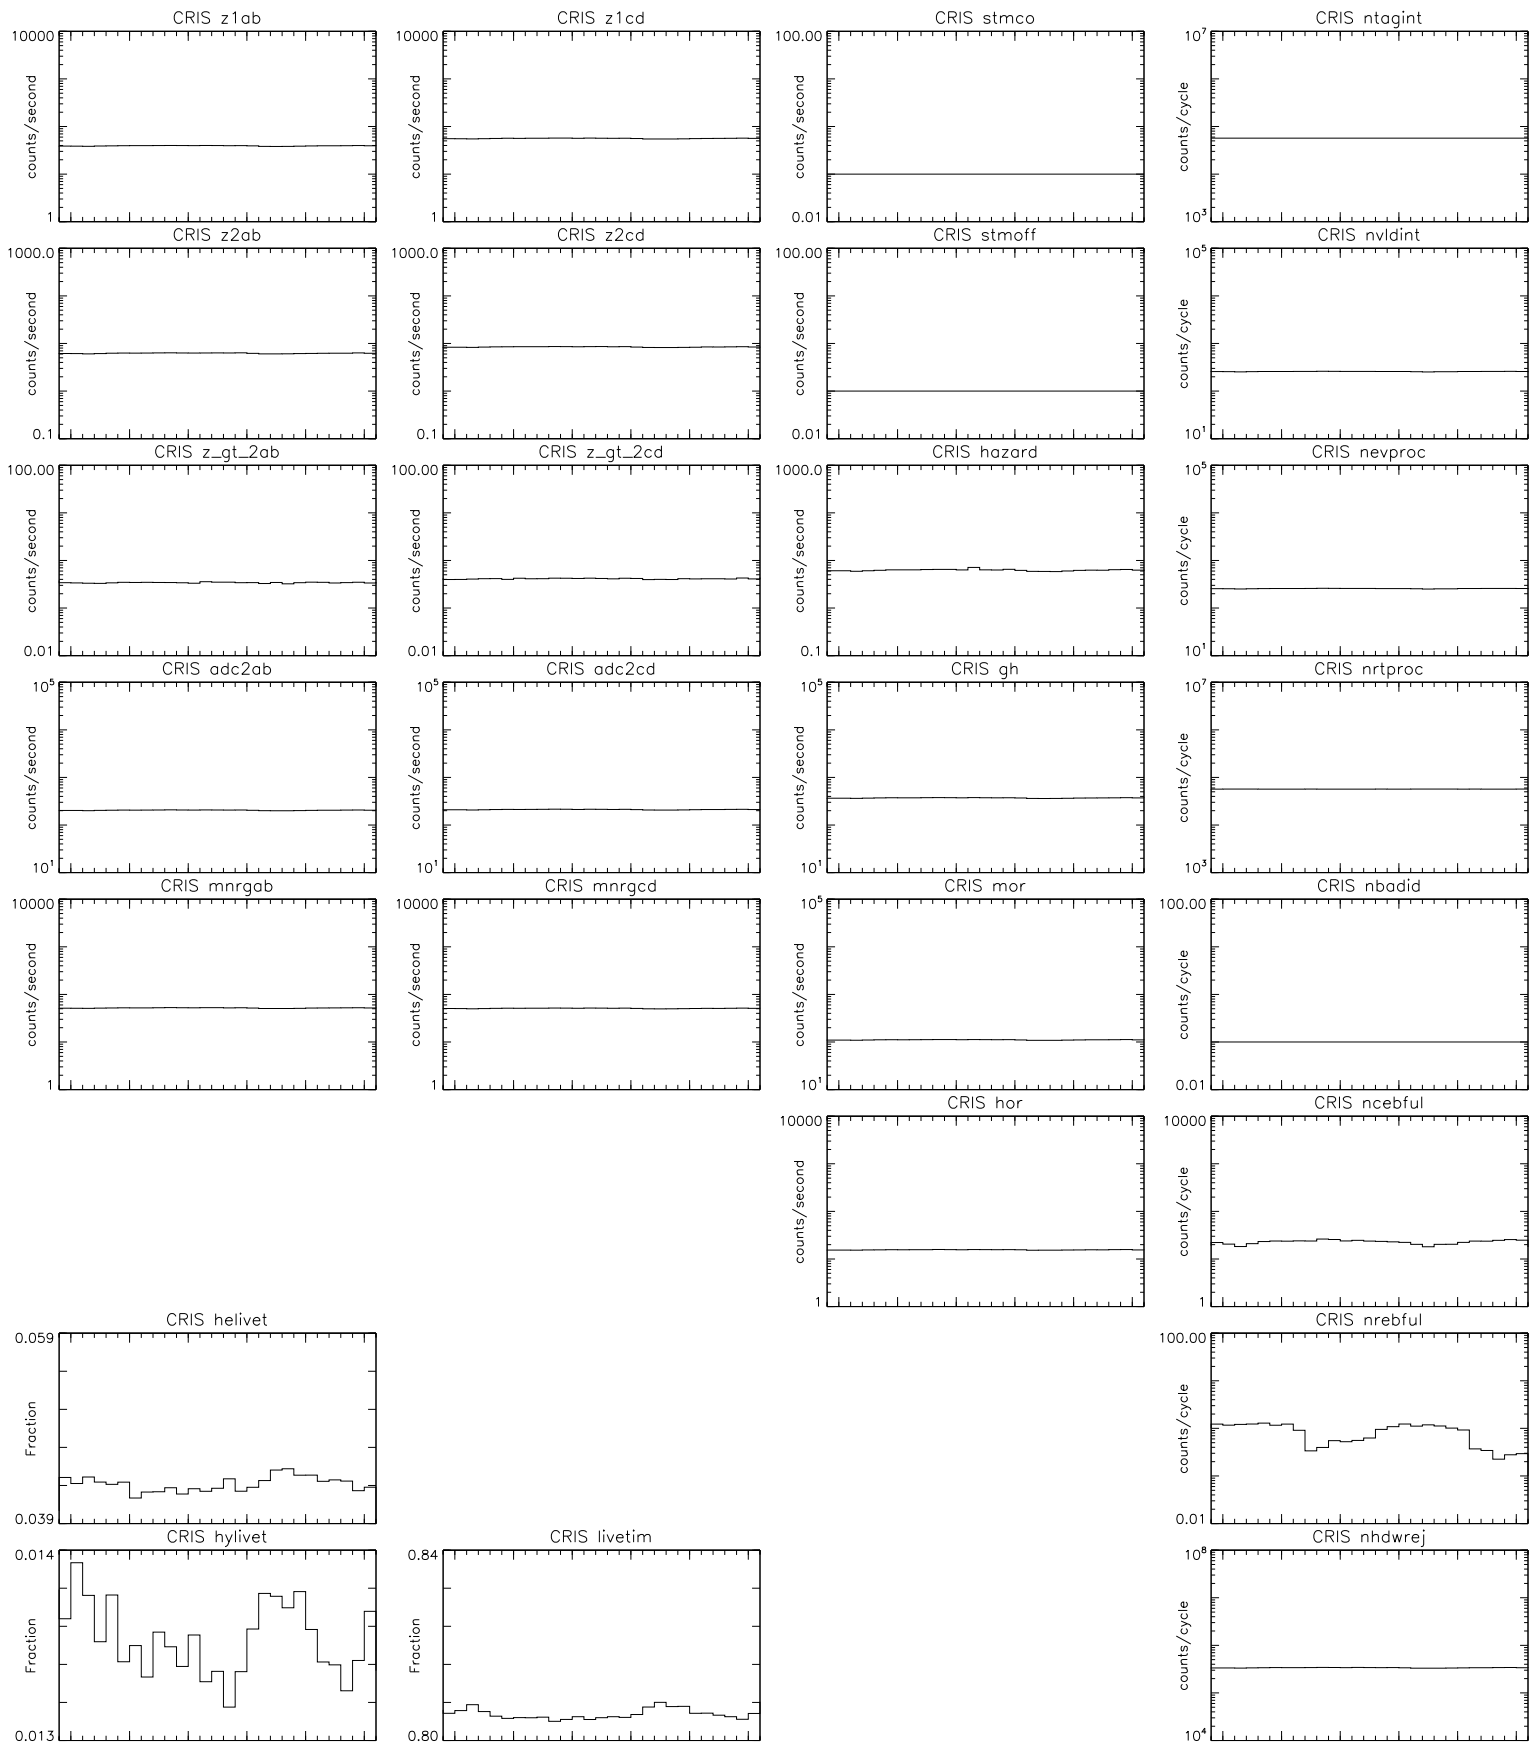 CRIS z1ab
CRIS z1cd
CRIS stmco
CRIS ntagint
10000
counts/second
1
10000
counts/second
1
100.00
counts/second
0.01
10^7
counts/cycle
10^3
CRIS z2ab
CRIS z2cd
CRIS stmoff
CRIS nvldint
1000.0
counts/second
0.1
1000.0
counts/second
0.1
100.00
counts/second
0.01
10^5
counts/cycle
10^1
CRIS z_gt_2ab
CRIS z_gt_2cd
CRIS hazard
CRIS nevproc
100.00
counts/second
0.01
100.00
counts/second
0.01
1000.0
counts/second
0.1
10^5
counts/cycle
10^1
CRIS adc2ab
CRIS adc2cd
CRIS gh
CRIS nrtproc
10^5
counts/second
10^1
10^5
counts/second
10^1
10^5
counts/second
10^1
10^7
counts/cycle
10^3
CRIS mnrgab
CRIS mnrgcd
CRIS mor
CRIS nbadid
10000
counts/second
1
10000
counts/second
1
10^5
counts/second
10^1
100.00
counts/cycle
0.01
CRIS hor
CRIS ncebful
10000
counts/second
1
10000
counts/cycle
1
CRIS helivet
CRIS nrebful
0.059
Fraction
0.039
100.00
counts/cycle
0.01
CRIS hylivet
CRIS livetim
CRIS nhdwrej
0.014
Fraction
0.013
0.84
Fraction
0.80
10^8
counts/cycle
10^4